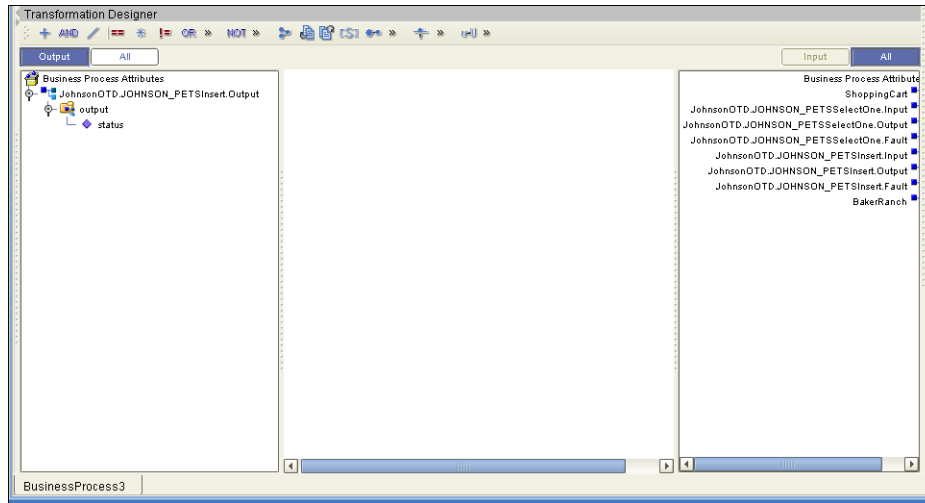 Transformation Designer
+ AND / == * != OR » NOT » [S] » » »
Output All
Input All
Business Process Attributes
JohnsonOTD.JOHNSON_PETSInsert.Output
output
status
Business Process Attribute
ShoppingCart
JohnsonOTD.JOHNSON_PETSSelectOne.Input
JohnsonOTD.JOHNSON_PETSSelectOne.Output
JohnsonOTD.JOHNSON_PETSSelectOne.Fault
JohnsonOTD.JOHNSON_PETSInsert.Input
JohnsonOTD.JOHNSON_PETSInsert.Output
JohnsonOTD.JOHNSON_PETSInsert.Fault
BakerRanch
BusinessProcess3